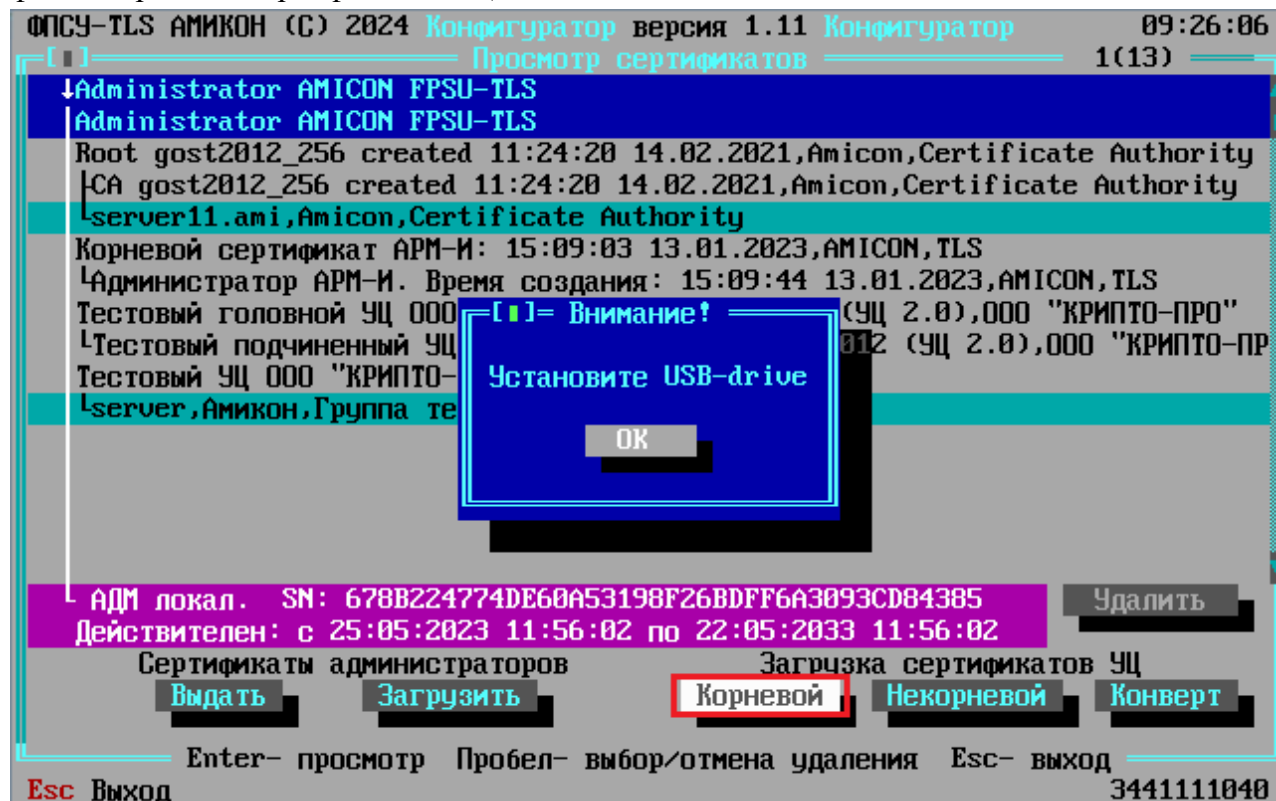 ФПСУ-TLS АМИКОН (C) 2024 Конфигуратор версия 1.11 Конфигуратор 09:26:06
Просмотр сертификатов 1(13)
Administrator AMICON FPSU-TLS
Administrator AMICON FPSU-TLS
Root gost2012_256 created 11:24:20 14.02.2021,Amicon,Certificate Authority
CA gost2012_256 created 11:24:20 14.02.2021,Amicon,Certificate Authority
server11.ami,Amicon,Certificate Authority
Корневой сертификат АРМ-И: 15:09:03 13.01.2023,AMICON,TLS
Администратор АРМ-И. Время создания: 15:09:44 13.01.2023,AMICON,TLS
Тестовый головной УЦ ООО (УЦ 2.0),ООО "КРИПТО-ПРО"
Тестовый подчиненный УЦ 012 (УЦ 2.0),ООО "КРИПТО-ПР
Тестовый УЦ ООО "КРИПТО-
server,Амикон,Группа те
Внимание!
Установите USB-drive
OK
АДМ локал. SN: 678B224774DE60A53198F26BDFF6A3093CD84385 Удалить
Действителен: с 25:05:2023 11:56:02 по 22:05:2033 11:56:02
Сертификаты администраторов Загрузка сертификатов УЦ
Выдать Загрузить Корневой Некорневой Конверт
Enter- просмотр Пробел- выбор/отмена удаления Esc- выход
Esc Выход 3441111040